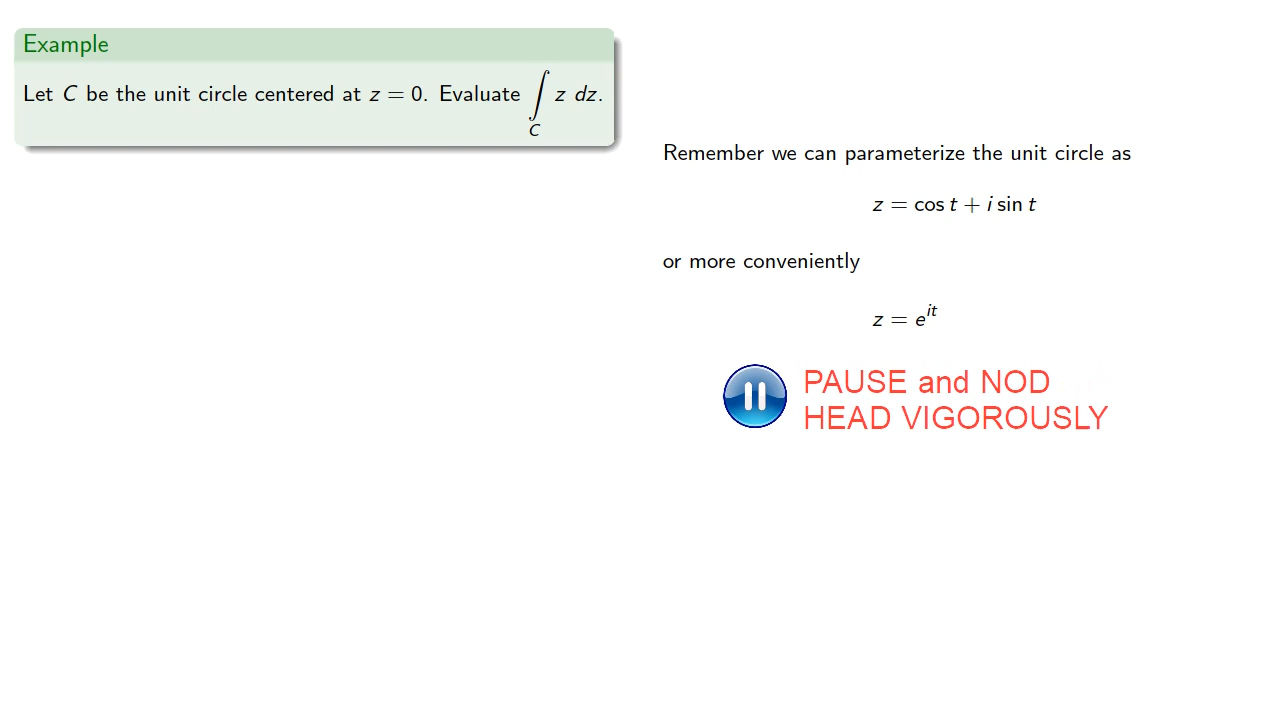 Example
Let C be the unit circle centered at z = 0. Evaluate ∫ z dz.
C
Remember we can parameterize the unit circle as
z = cos t + i sin t
or more conveniently
z = e^{it}
PAUSE and NOD
HEAD VIGOROUSLY